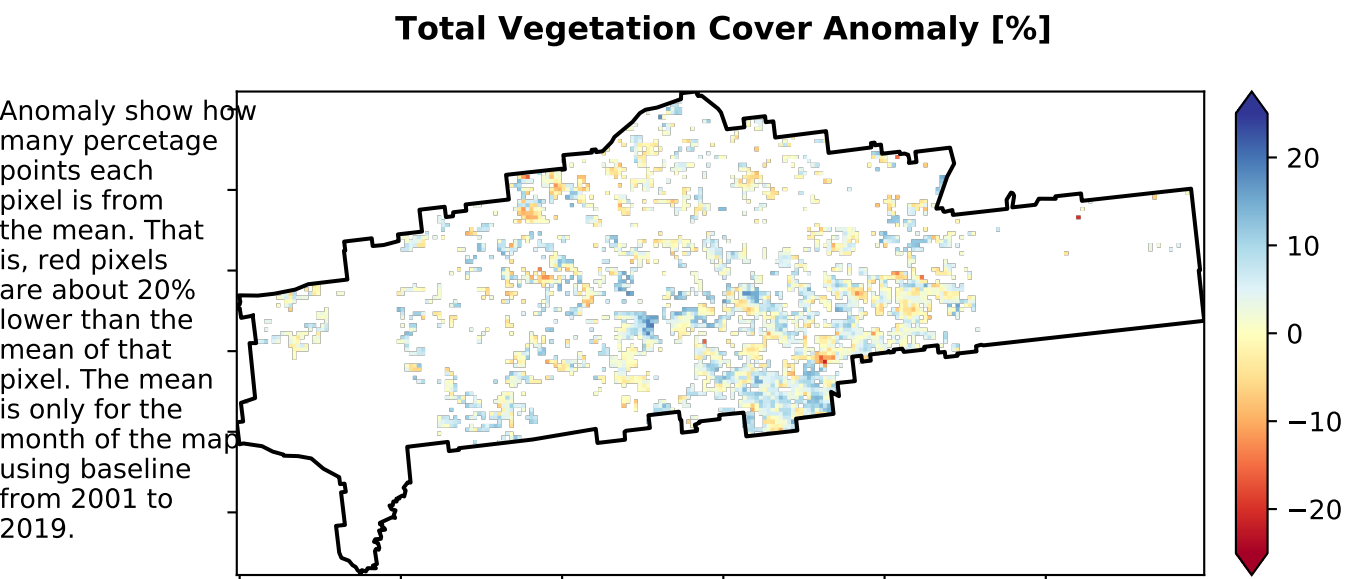 Total Vegetation Cover Anomaly [%]
Anomaly show how
many percetage
points each
pixel is from
the mean. That
is, red pixels
are about 20%
lower than the
mean of that
pixel. The mean
is only for the
month of the map
using baseline
from 2001 to
2019.
20
10
0
−10
−20